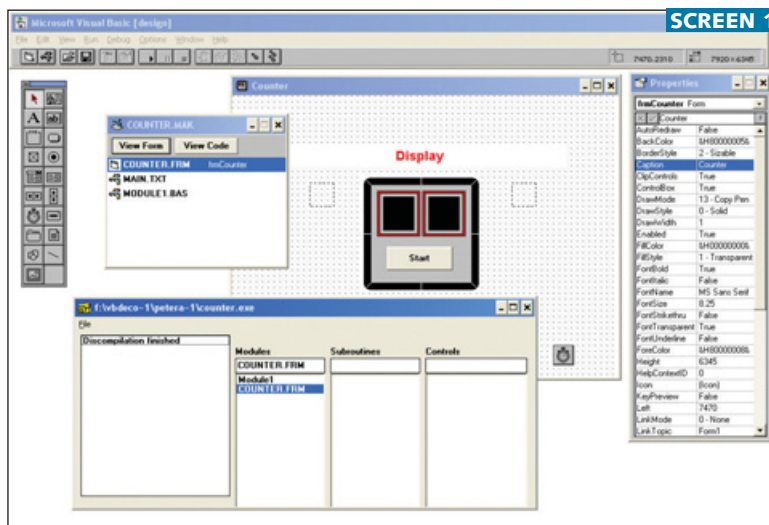 SCREEN 1
Microsoft Visual Basic [design]
File Edit View Run Debug Options Window Help
7470,2310 7920×6345
Counter
COUNTER.MAK
View Form View Code
COUNTER.FRM frmCounter
MAIN.TXT
MODULE1.BAS
Display
Start
Properties
frmCounter Form
Counter
AutoRedraw False
BackColor &H80000005&
BorderStyle 2 - Sizable
Caption Counter
ClipControls True
ControlBox True
DrawMode 13 - Copy Pen
DrawStyle 0 - Solid
DrawWidth 1
Enabled True
FillColor &H00000000&
FillStyle 1 - Transparent
FontBold True
FontItalic False
FontName MS Sans Serif
FontSize 8.25
FontStrikethru False
FontTransparent True
FontUnderline False
ForeColor &H80000008&
Height 6345
HelpContextID 0
Icon (Icon)
KeyPreview False
Left 7470
LinkMode 0 - None
LinkTopic Form1
f:\vbdeco~1\petera~1\counter.exe
File
Discompilation finished
Modules Subroutines Controls
COUNTER.FRM
Module1
COUNTER.FRM